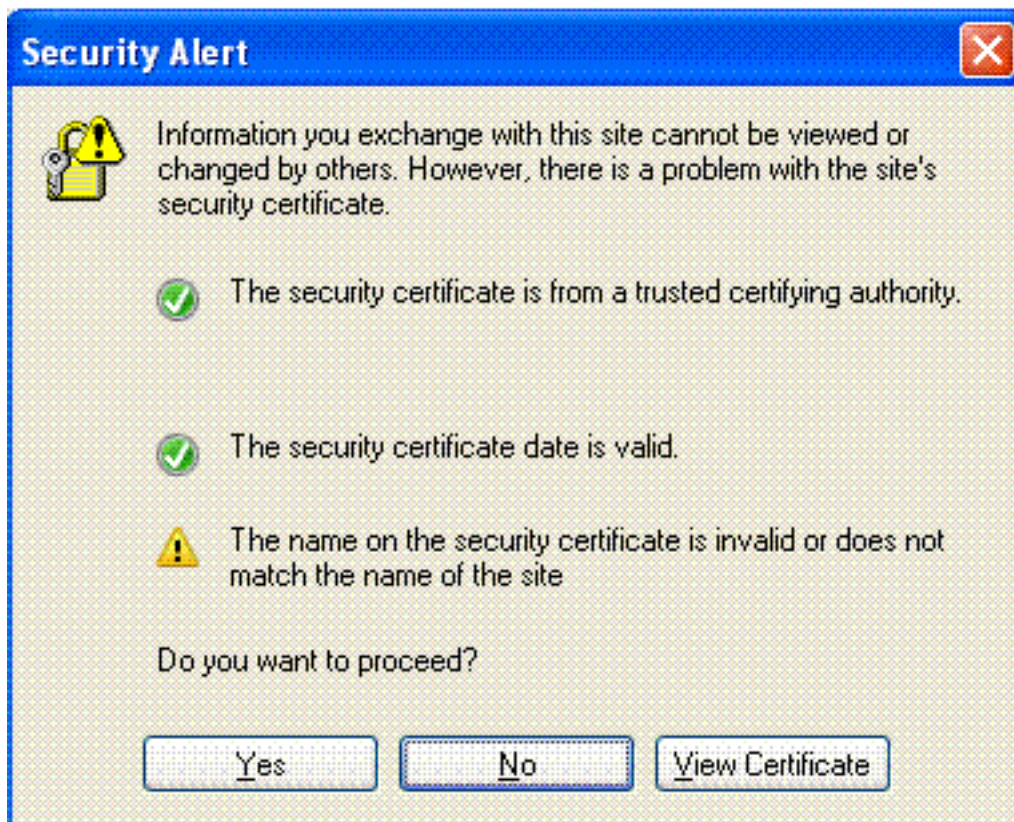 Security Alert
Information you exchange with this site cannot be viewed or
changed by others. However, there is a problem with the site's
security certificate.
The security certificate is from a trusted certifying authority.
The security certificate date is valid.
The name on the security certificate is invalid or does not
match the name of the site
Do you want to proceed?
Yes No View Certificate